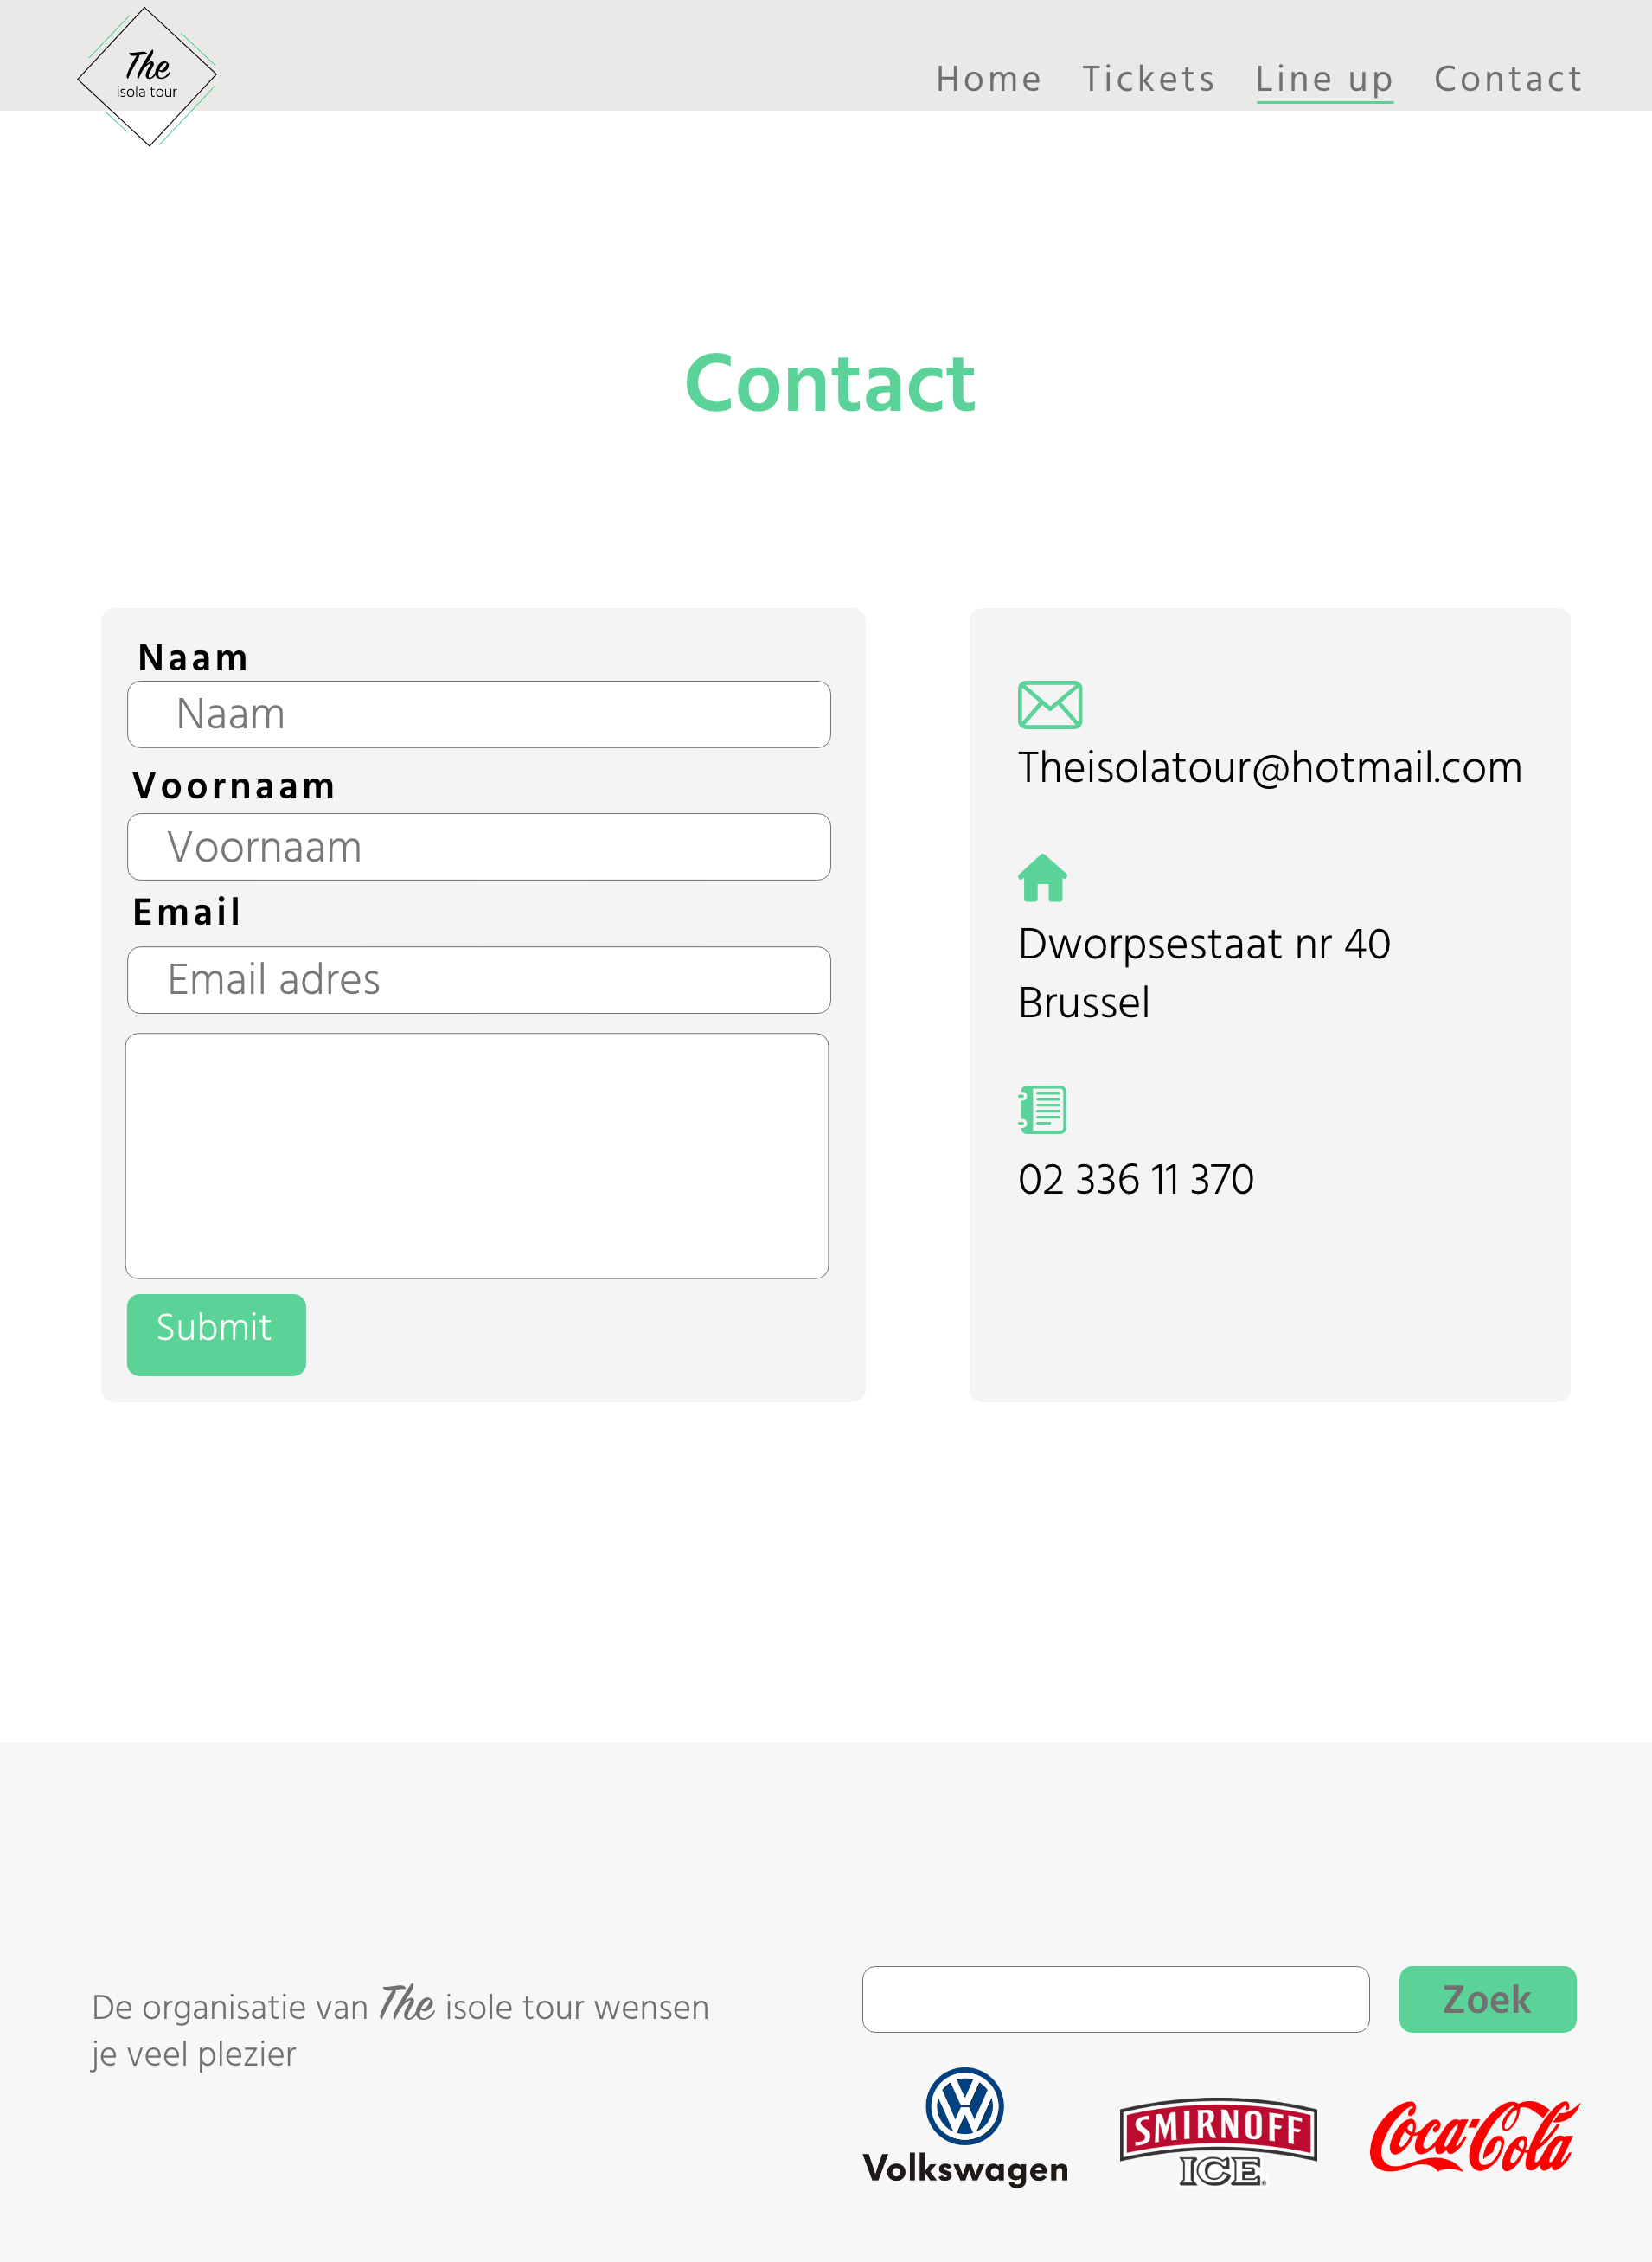 The
isola tour
Home Tickets Line up Contact
Contact
Naam
Naam
Voornaam
Voornaam
Email
Email adres
Submit
Theisolatour@hotmail.com
Dworpsestaat nr 40
Brussel
02 336 11 370
De organisatie van The isole tour wensen
je veel plezier
Zoek
Volkswagen
SMIRNOFF
ICE
Coca-Cola